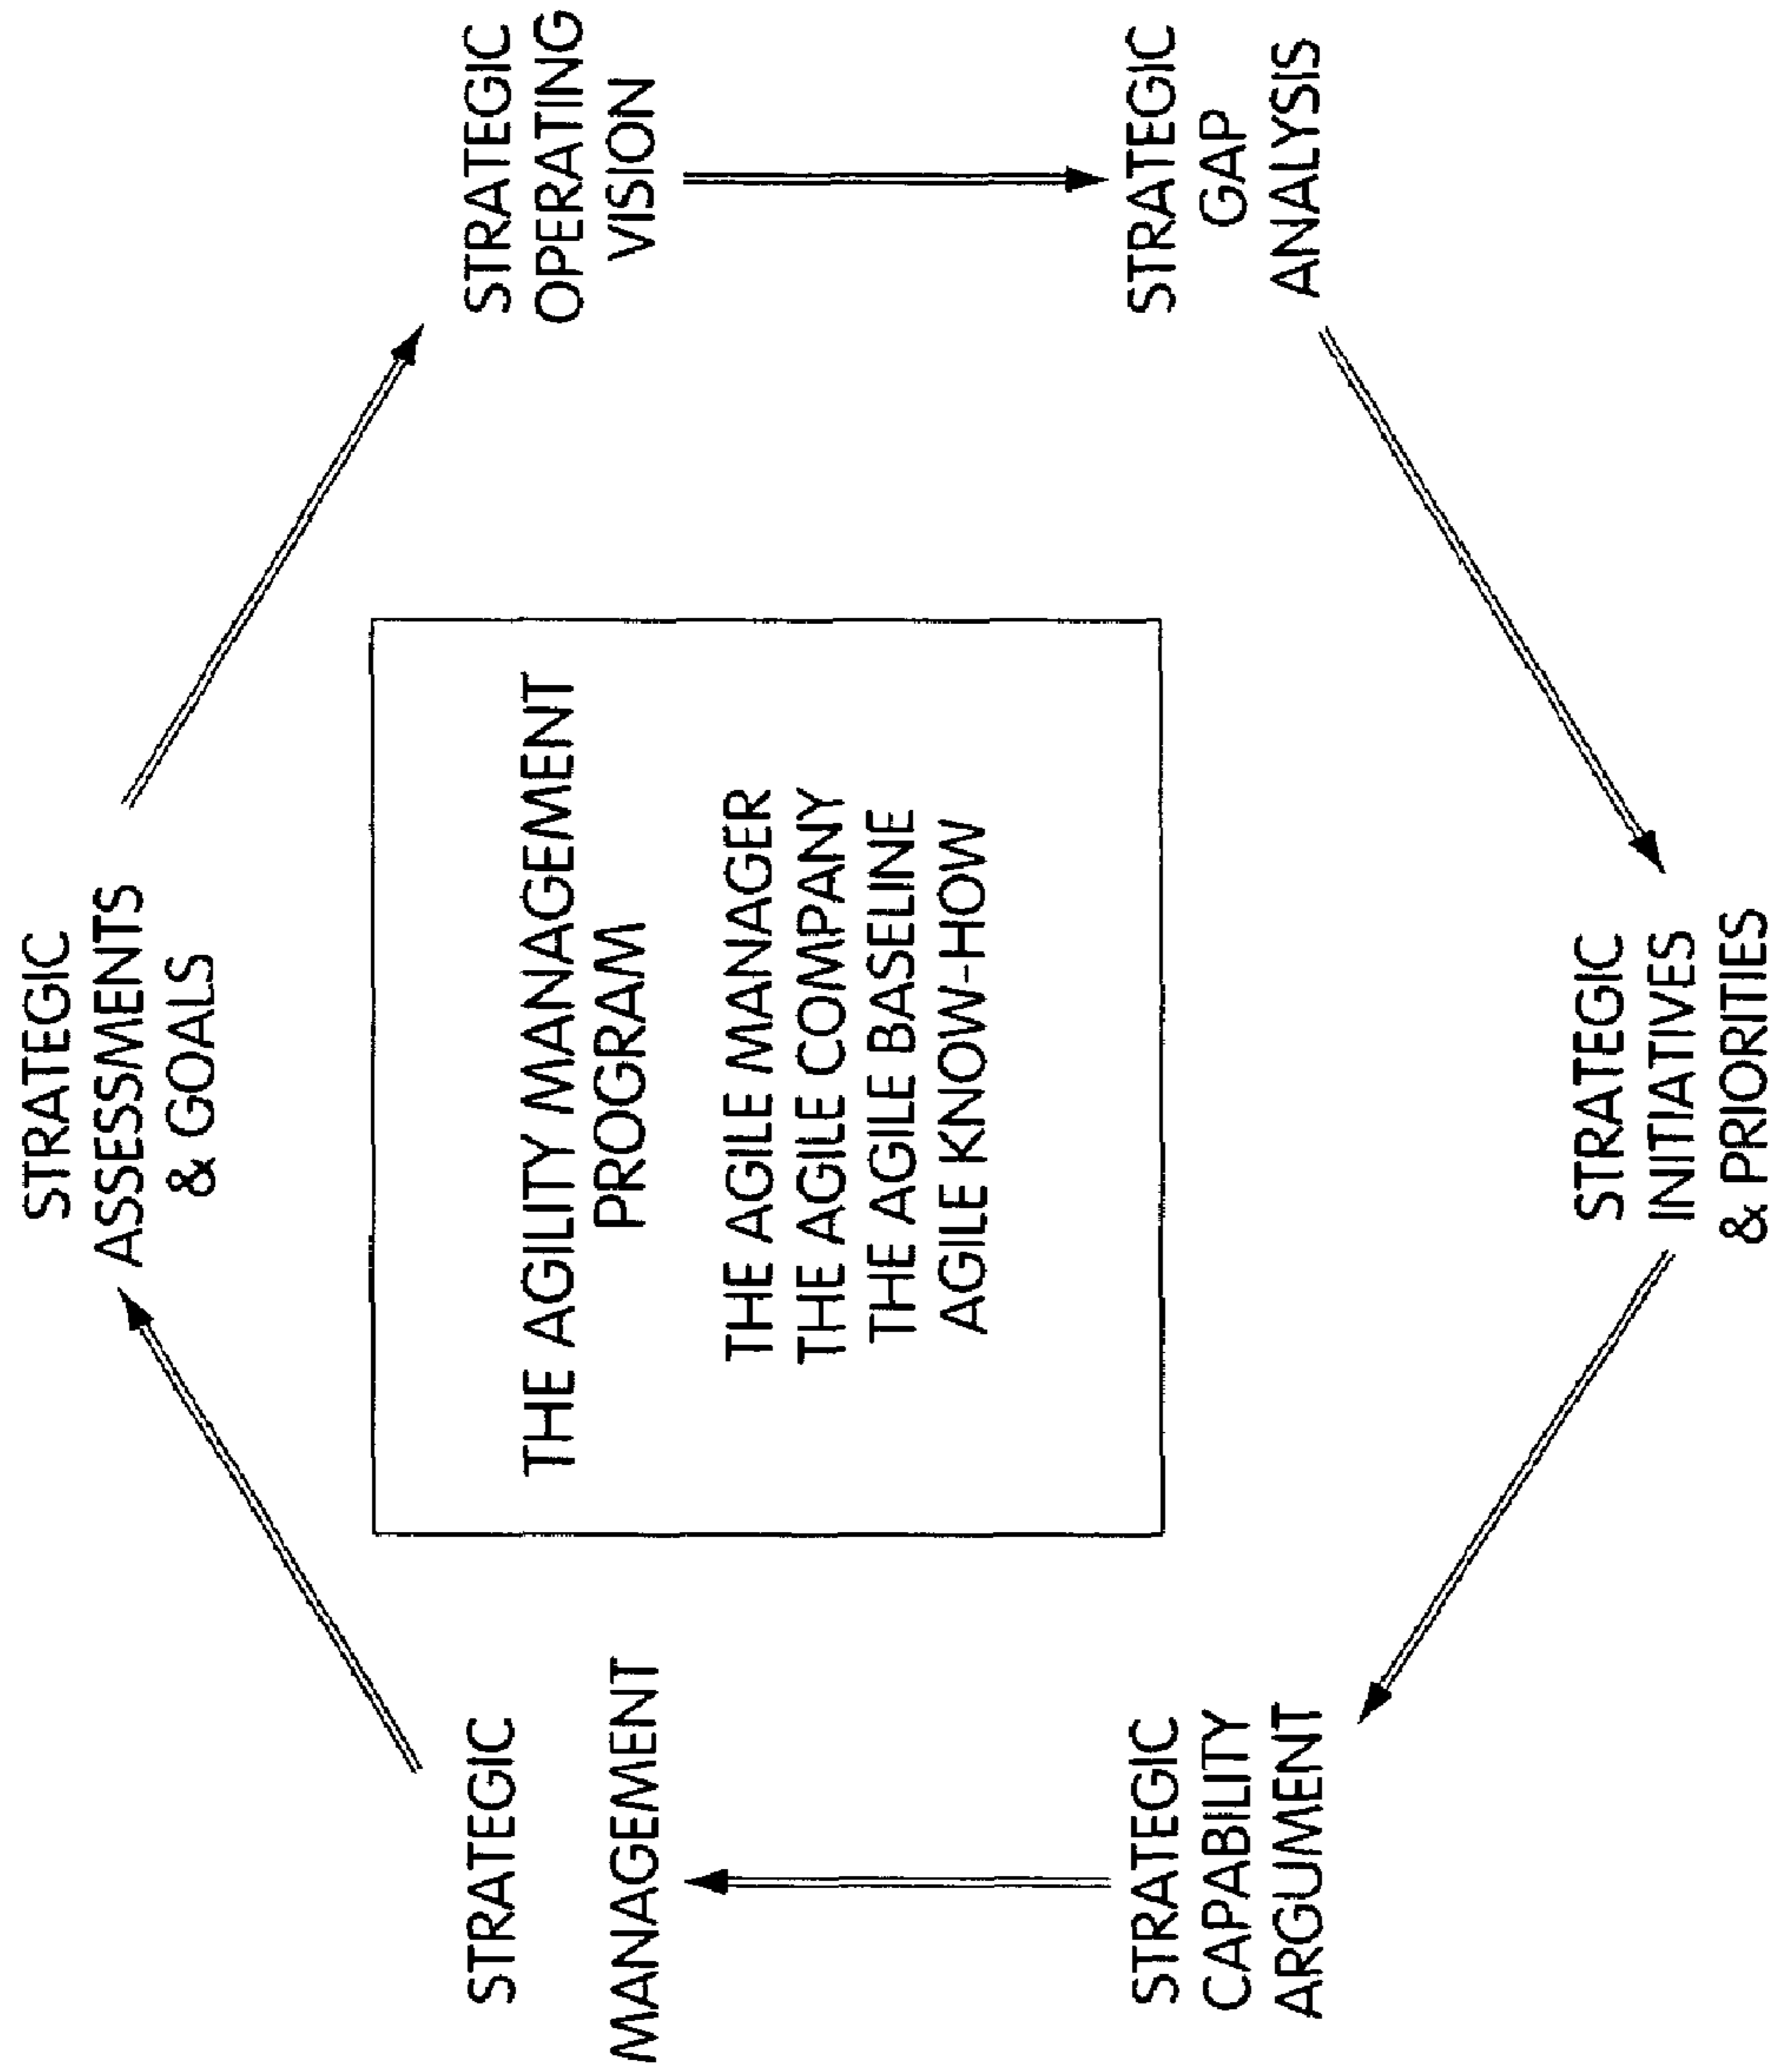 STRATEGIC
ASSESSMENTS
& GOALS
STRATEGIC
OPERATING
VISION
STRATEGIC
GAP
ANALYSIS
STRATEGIC
INITIATIVES
& PRIORITIES
STRATEGIC
CAPABILITY
ARGUMENT
STRATEGIC
MANAGEMENT
THE AGILITY MANAGEMENT
PROGRAM
THE AGILE MANAGER
THE AGILE COMPANY
THE AGILE BASELINE
AGILE KNOW-HOW